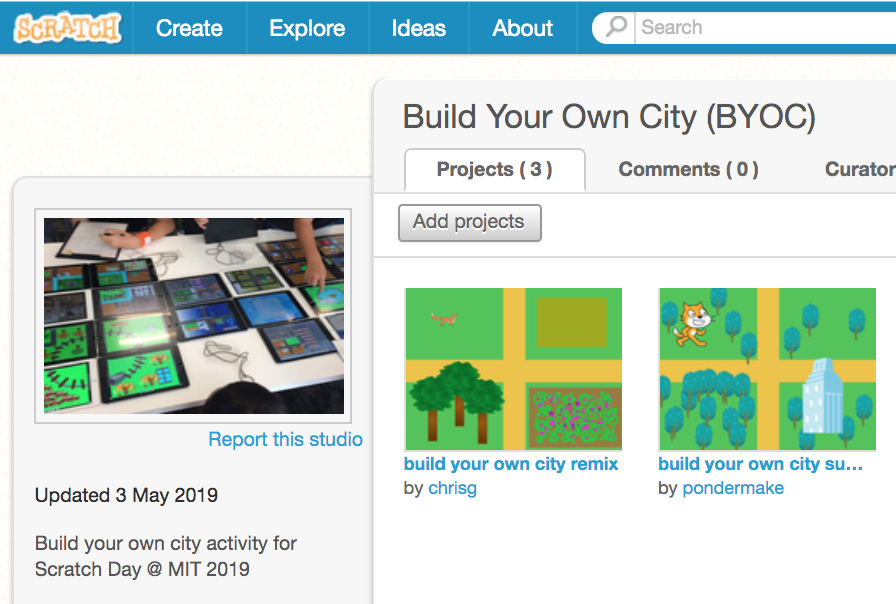 SCRATCH
Create
Explore
Ideas
About
Search
Build Your Own City (BYOC)
Projects ( 3 )
Comments ( 0 )
Curator
Add projects
Report this studio
Updated 3 May 2019
Build your own city activity for
Scratch Day @ MIT 2019
build your own city remix
by chrisg
build your own city su...
by pondermake